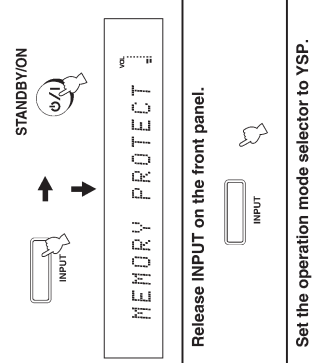 STANDBY/ON
INPUT
VOL
MEMORY PROTECT
Release INPUT on the front panel.
INPUT
Set the operation mode selector to YSP.